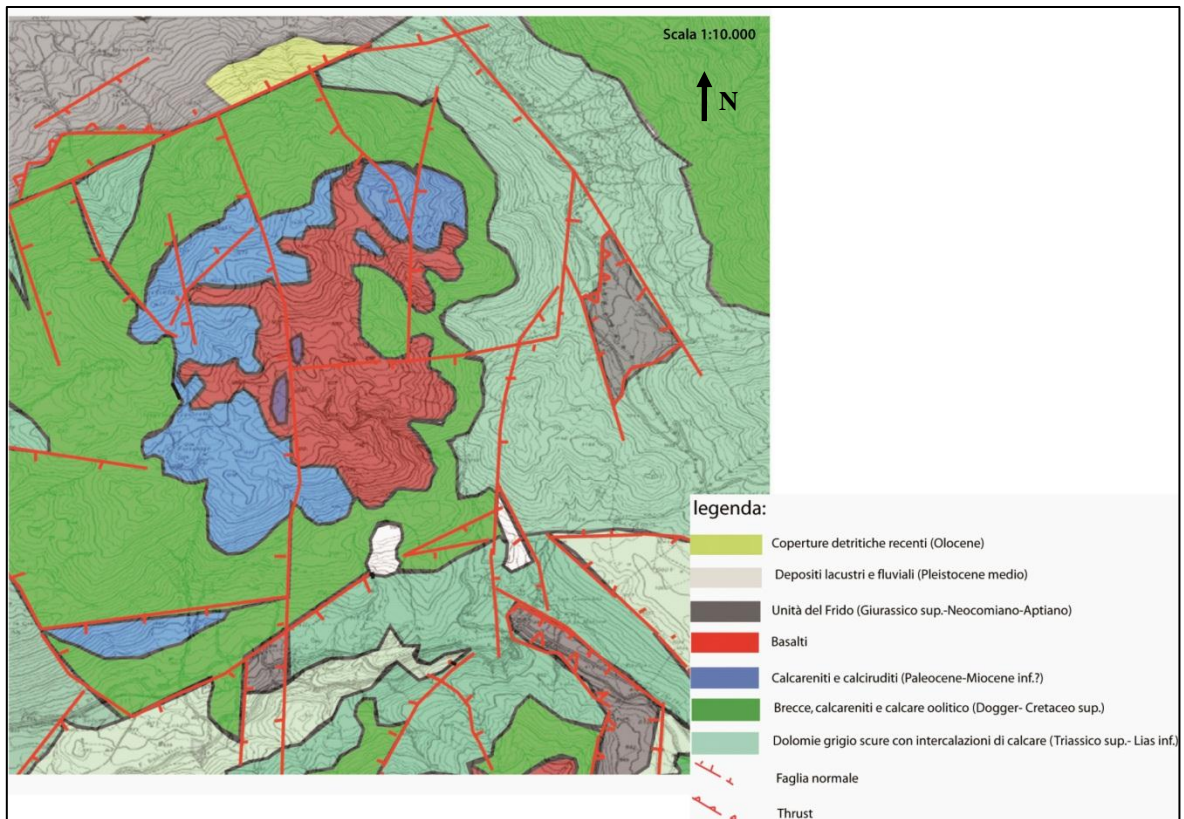 Scala 1:10.000
N
legenda:
Coperture detritiche recenti (Olocene)
Depositi lacustri e fluviali (Pleistocene medio)
Unità del Frido (Giurassico sup.-Neocomiano-Aptiano)
Basalti
Calcareniti e calciruditi (Paleocene-Miocene inf.?)
Brecce, calcareniti e calcare oolitico (Dogger- Cretaceo sup.)
Dolomie grigio scure con intercalazioni di calcare (Triassico sup.- Lias inf.)
Faglia normale
Thrust